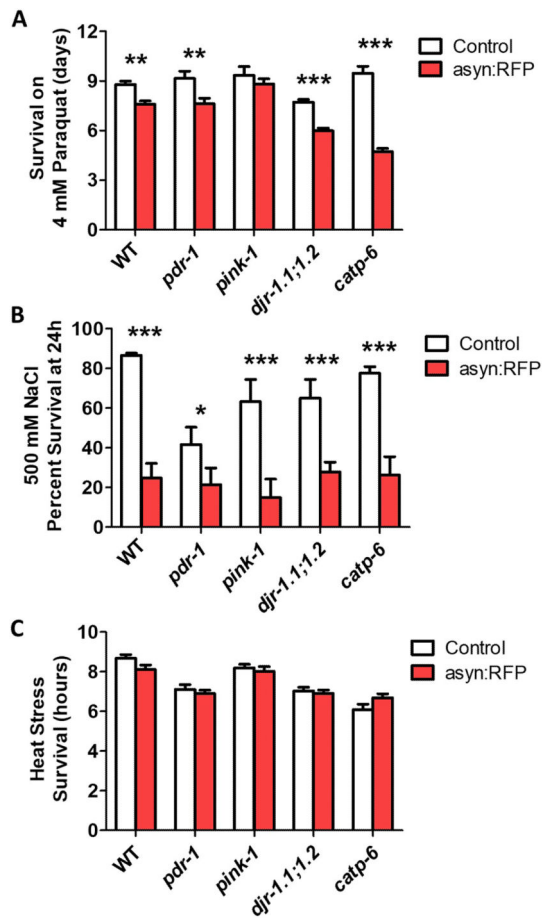 A
Survival on
4 mM Paraquat (days)
12
9
6
3
0
** ** *** ***
Control
asyn:RFP
WT pdr-1 pink-1 djr-1.1;1.2 catp-6
B
500 mM NaCl
Percent Survival at 24h
100
80
60
40
20
0
*** * *** *** ***
Control
asyn:RFP
WT pdr-1 pink-1 djr-1.1;1.2 catp-6
C
Heat Stress
Survival (hours)
10
8
6
4
2
0
Control
asyn:RFP
WT pdr-1 pink-1 djr-1.1;1.2 catp-6